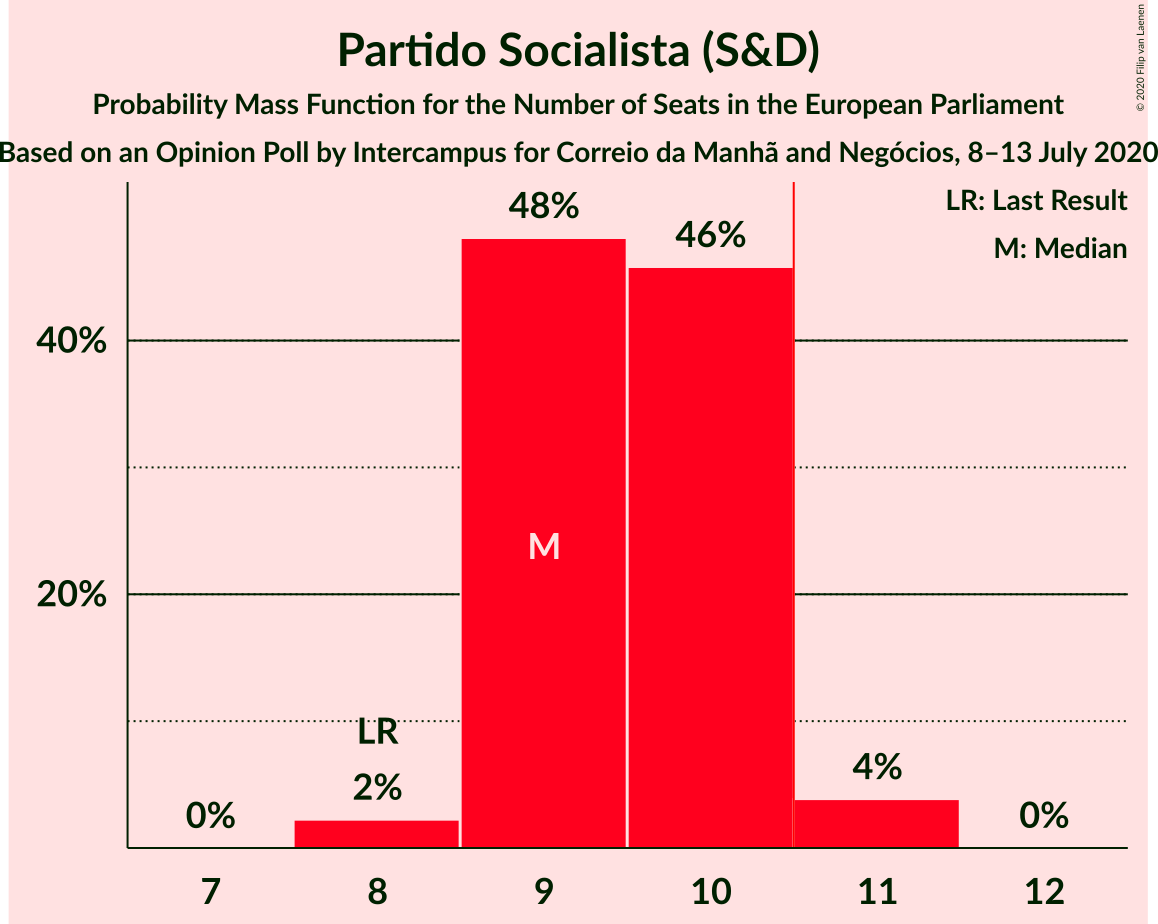 Partido Socialista (S&D)
Probability Mass Function for the Number of Seats in the European Parliament
Based on an Opinion Poll by Intercampus for Correio da Manhã and Negócios, 8–13 July 2020
© 2020 Filip van Laenen
LR: Last Result
M: Median
48%
46%
40%
M
20%
LR
2%
4%
0%
0%
7
8
9
10
11
12